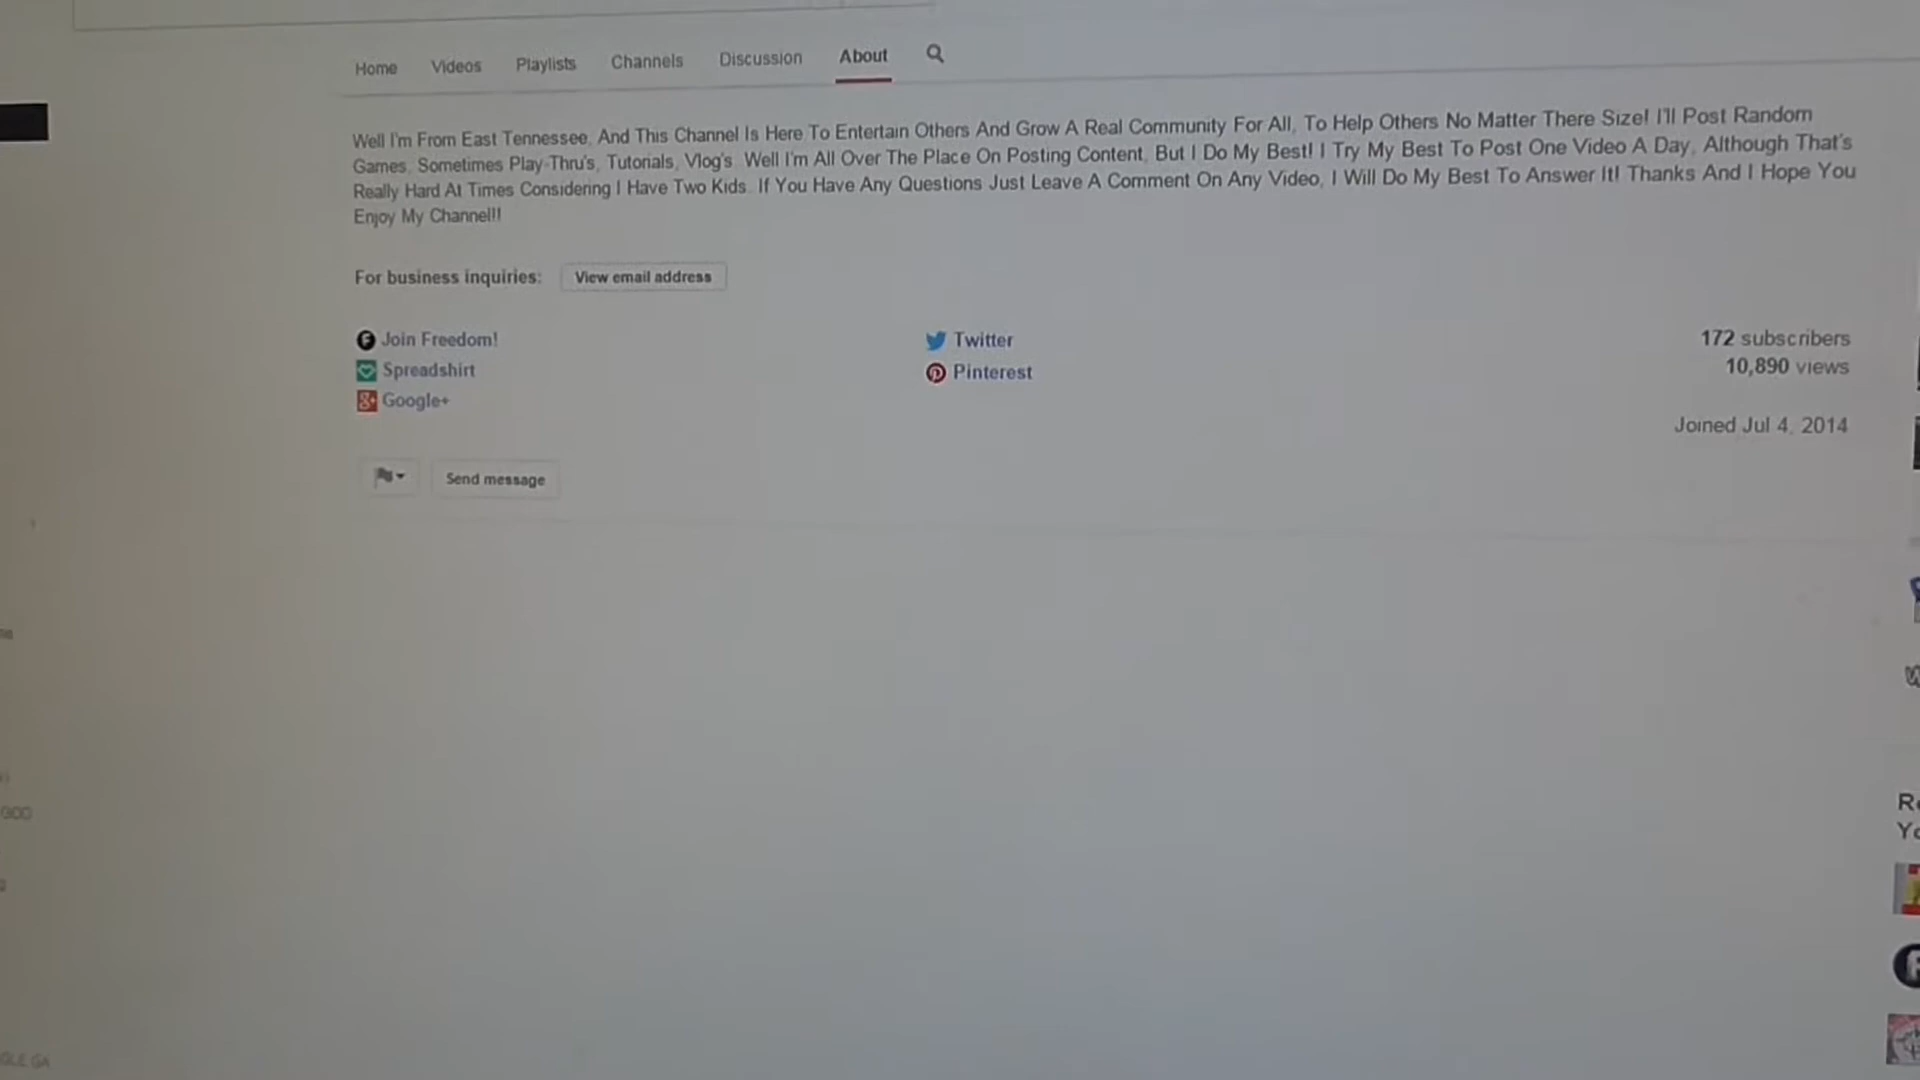 Home Videos Playlists Channels Discussion About
Well I'm From East Tennessee, And This Channel Is Here To Entertain Others And Grow A Real Community For All, To Help Others No Matter There Size! I'll Post Random
Games, Sometimes Play-Thru's, Tutorials, Vlog's. Well I'm All Over The Place On Posting Content, But I Do My Best! I Try My Best To Post One Video A Day, Although That's
Really Hard At Times Considering I Have Two Kids. If You Have Any Questions Just Leave A Comment On Any Video, I Will Do My Best To Answer It! Thanks And I Hope You
Enjoy My Channel!!
For business inquiries: View email address
Join Freedom!
Spreadshirt
Google+
Twitter
Pinterest
172 subscribers
10,890 views
Joined Jul 4, 2014
Send message